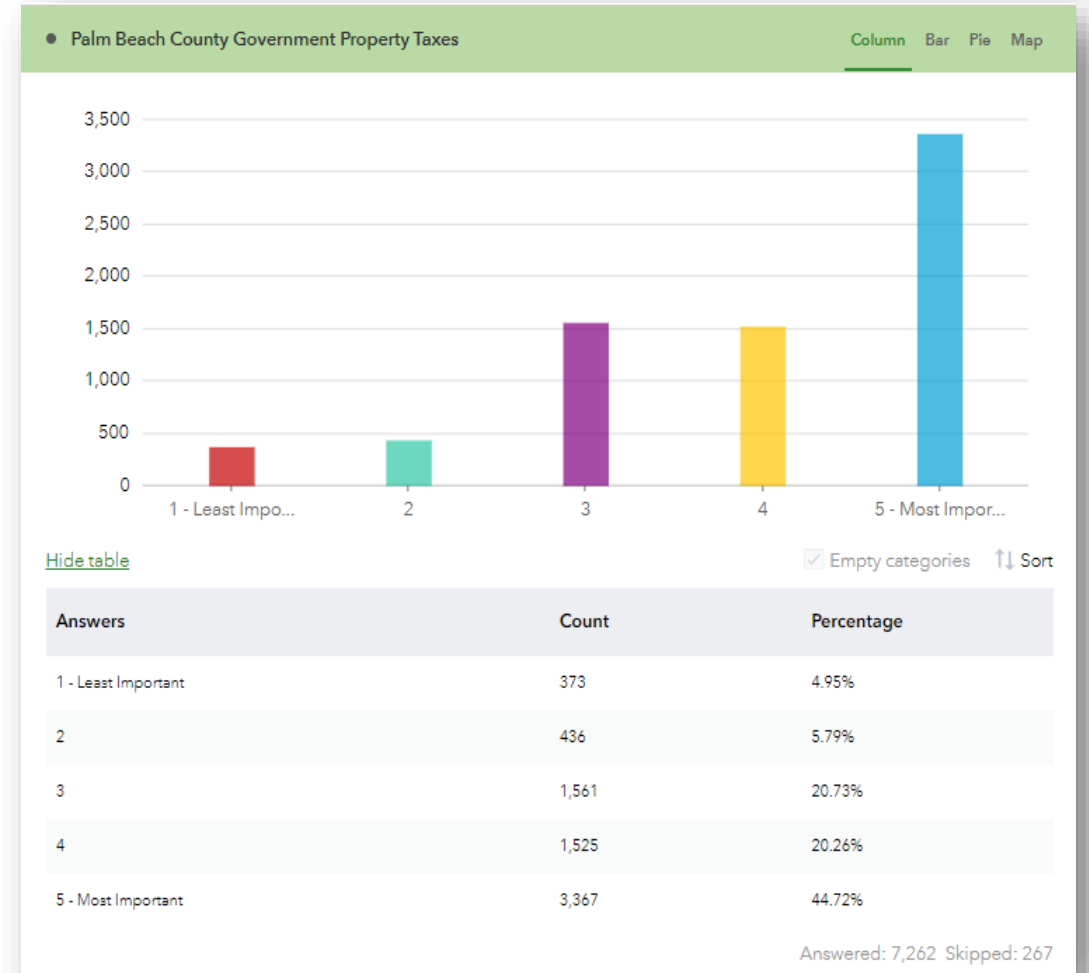 Palm Beach County Government Property Taxes
Column Bar Pie Map
3,500
3,000
2,500
2,000
1,500
1,000
500
0
1 - Least Impo... 2 3 4 5 - Most Impor...
Hide table Empty categories Sort
Answers Count Percentage
1 - Least Important 373 4.95%
2 436 5.79%
3 1,561 20.73%
4 1,525 20.26%
5 - Most Important 3,367 44.72%
Answered: 7,262 Skipped: 267